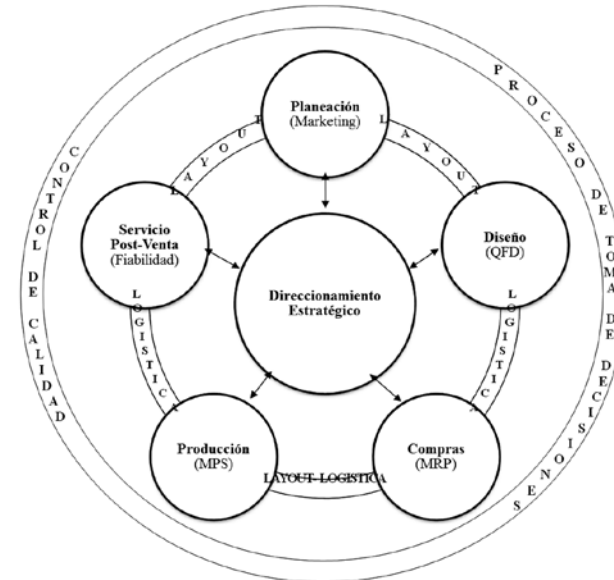 PROCESO DE TOMA DE DECISIONES
CONTROL DE CALIDAD
Planeación
(Marketing)
LAYOUT
LAYOUT
Servicio
Post-Venta
(Fiabilidad)
Diseño
(QFD)
Direccionamiento
Estratégico
LOGISTICA
LOGISTICA
Producción
(MPS)
LAYOUT-LOGISTICA
Compras
(MRP)